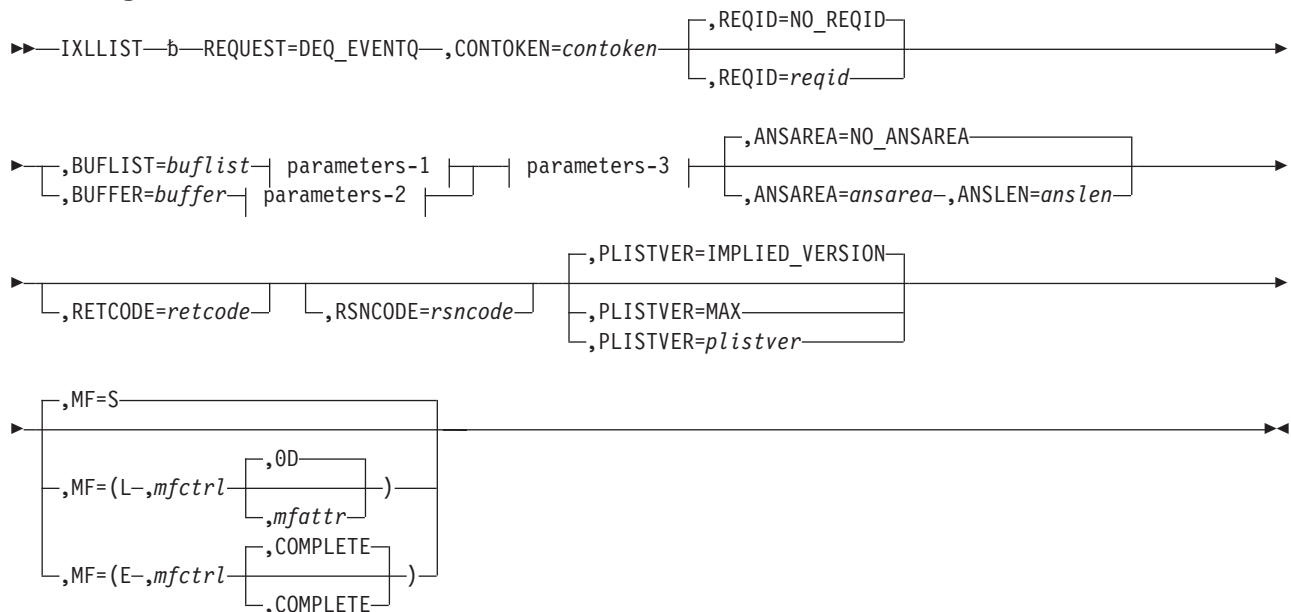 ,REQID=NO_REQID
IXLLIST ␢ REQUEST=DEQ_EVENTQ ,CONTOKEN=contoken
,REQID=reqid
,ANSAREA=NO_ANSAREA
,BUFLIST=buflist parameters-1 parameters-3
,BUFFER=buffer parameters-2 ,ANSAREA=ansarea ,ANSLEN=anslen
,PLISTVER=IMPLIED_VERSION
,RETCODE=retcode ,RSNCODE=rsncode ,PLISTVER=MAX
,PLISTVER=plistver
,MF=S
,0D
,MF=(L ,mfctrl )
,mfattr
,COMPLETE
,MF=(E ,mfctrl )
,COMPLETE